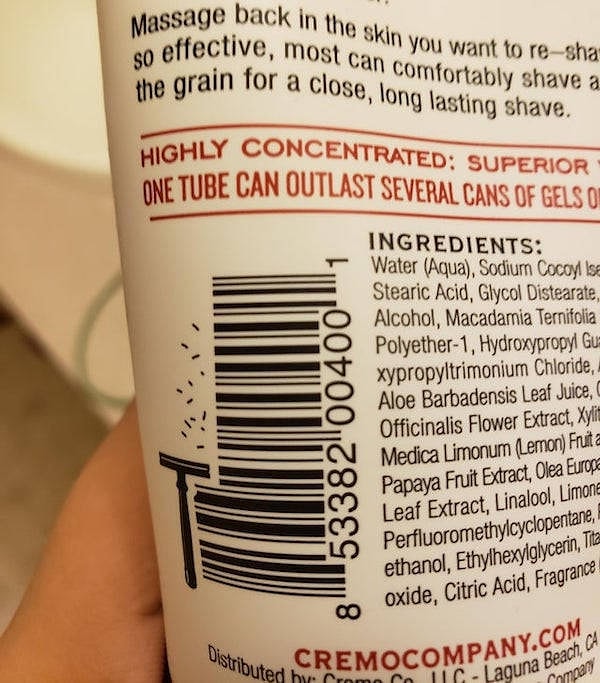 Massage back in the skin you want to re-sha
so effective, most can comfortably shave a
the grain for a close, long lasting shave.
HIGHLY CONCENTRATED: SUPERIOR
ONE TUBE CAN OUTLAST SEVERAL CANS OF GELS O
INGREDIENTS:
Water (Aqua), Sodium Cocoyl Ise
Stearic Acid, Glycol Distearate,
Alcohol, Macadamia Ternifolia
Polyether-1, Hydroxypropyl Gua
xypropyltrimonium Chloride,
Aloe Barbadensis Leaf Juice,
Officinalis Flower Extract, Xylit
Medica Limonum (Lemon) Fruit
Papaya Fruit Extract, Olea Europa
Leaf Extract, Linalool, Limone
Perfluoromethylcyclopentane,
ethanol, Ethylhexylglycerin, Tita
oxide, Citric Acid, Fragrance
8 53382 00400 1
CREMOCOMPANY.COM
Distributed by: Cremo Co. LLC - Laguna Beach, CA
Company